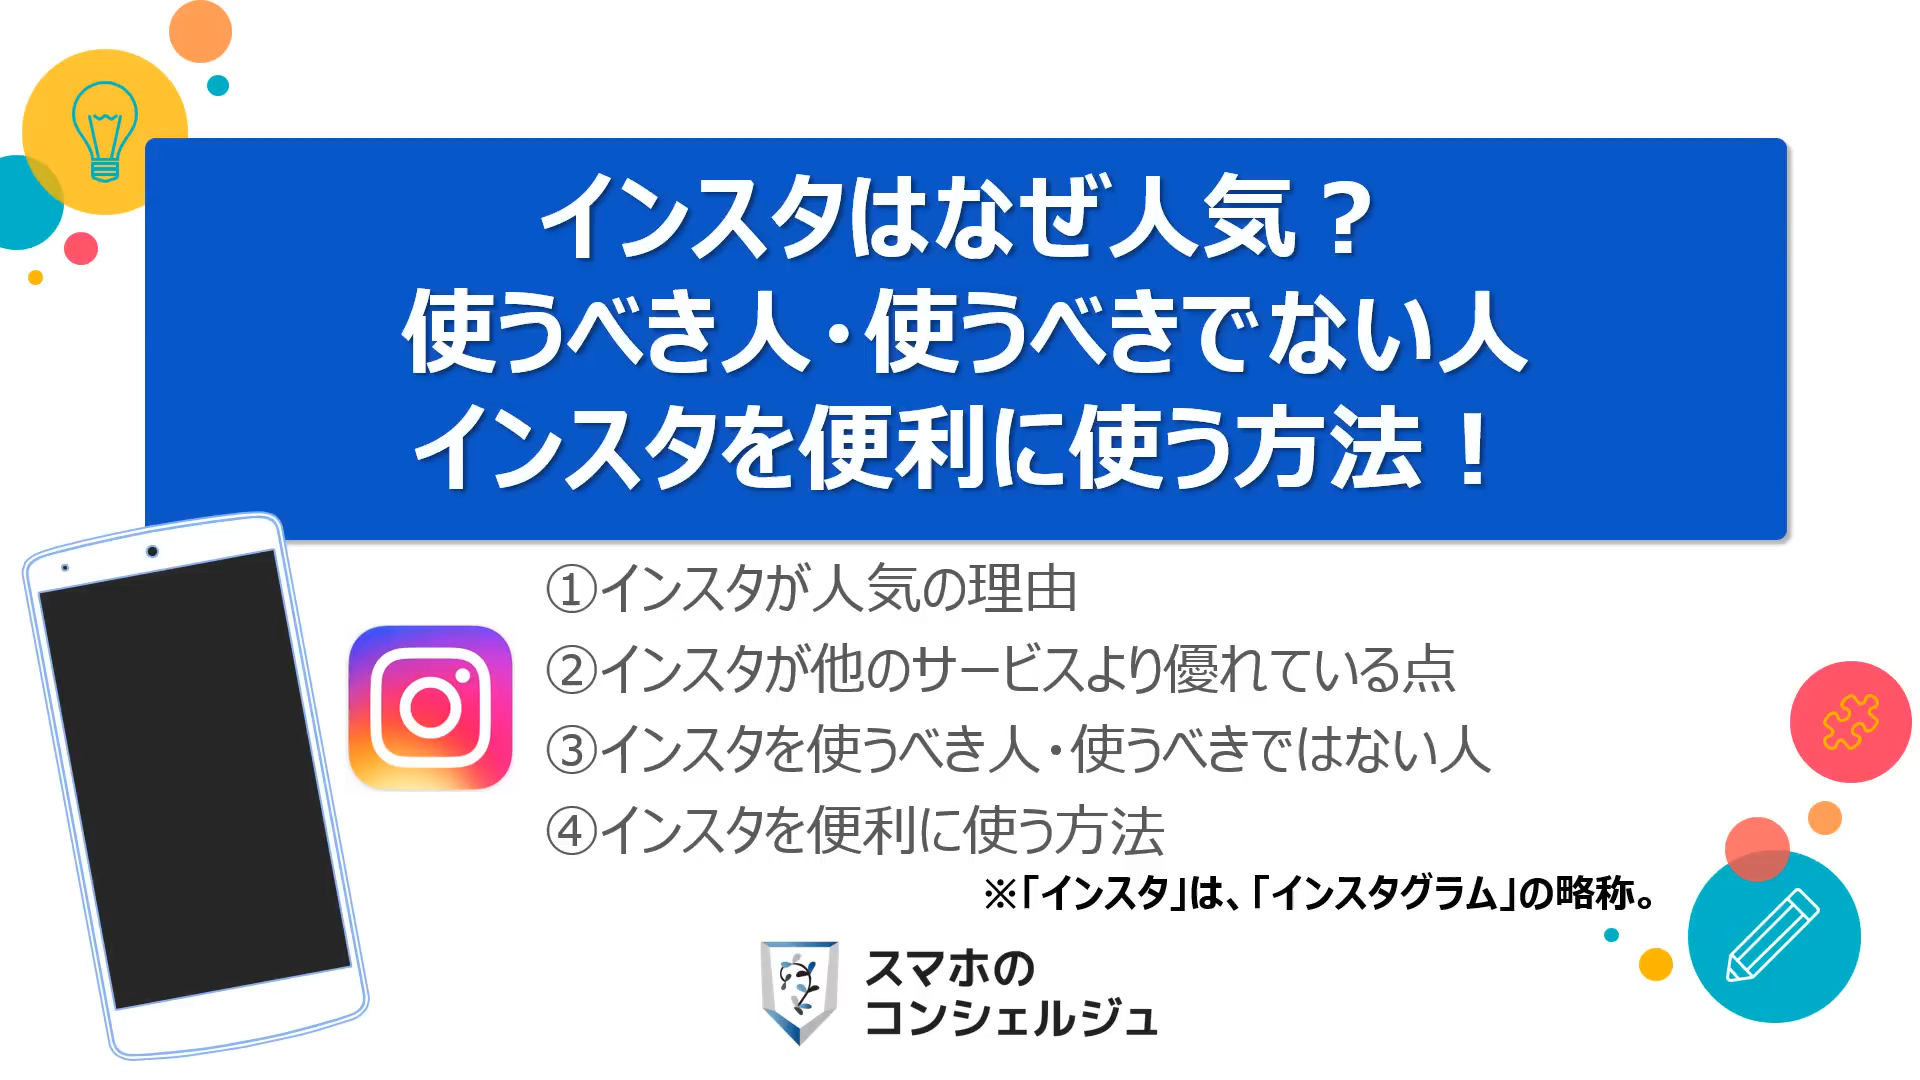 インスタはなぜ人気？
使うべき人・使うべきでない人
インスタを便利に使う方法！
①インスタが人気の理由
②インスタが他のサービスより優れている点
③インスタを使うべき人・使うべきではない人
④インスタを便利に使う方法
※「インスタ」は、「インスタグラム」の略称。
スマホの
コンシェルジュ